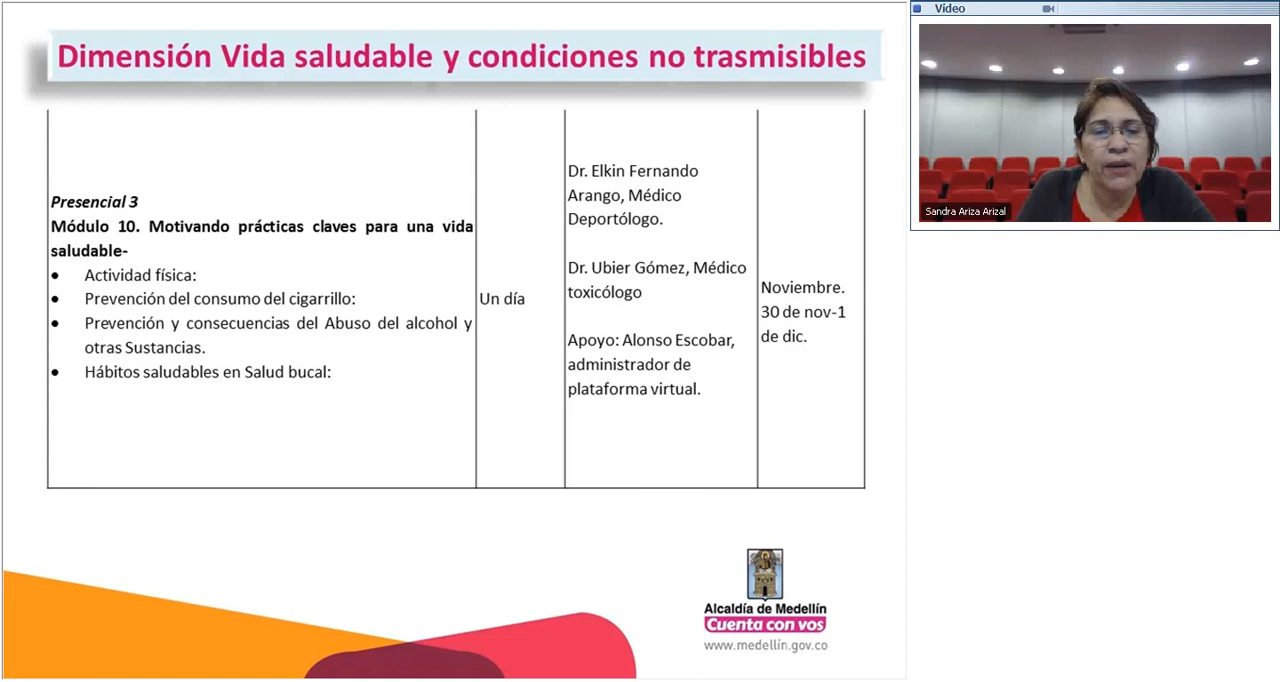 Dimensión Vida saludable y condiciones no trasmisibles
Presencial 3
Módulo 10. Motivando prácticas claves para una vida
saludable-
● Actividad física:
● Prevención del consumo del cigarrillo:
● Prevención y consecuencias del Abuso del alcohol y
otras Sustancias.
● Hábitos saludables en Salud bucal:
Un día
Dr. Elkin Fernando
Arango, Médico
Deportólogo.
Dr. Ubier Gómez, Médico
toxicólogo
Apoyo: Alonso Escobar,
administrador de
plataforma virtual.
Noviembre.
30 de nov-1
de dic.
Alcaldía de Medellín
Cuenta con vos
www.medellín.gov.co
Vídeo
Sandra Ariza Arizal